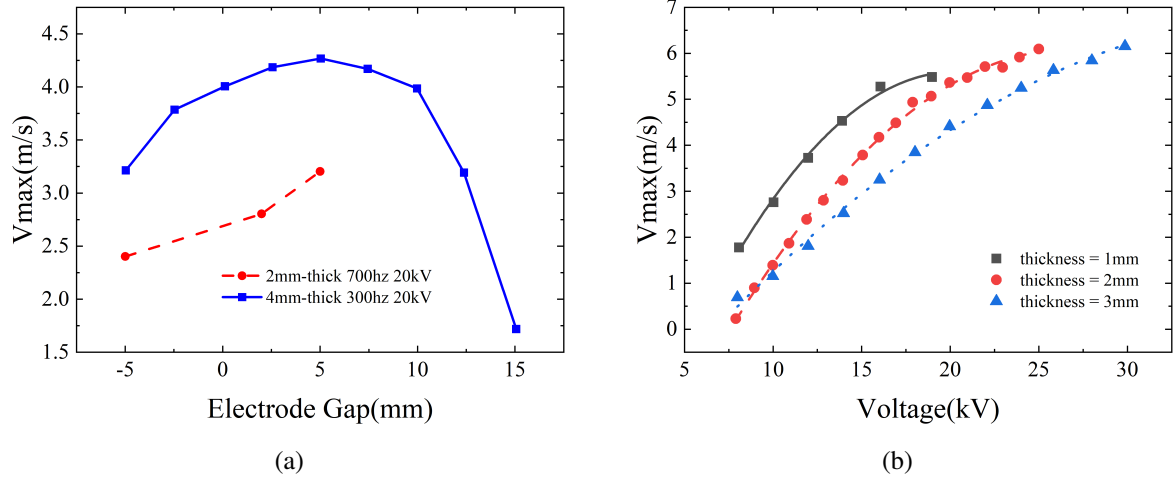 4.5
4.0
3.5
3.0
2.5
2.0
1.5
Vmax(m/s)
-5
0
5
10
15
Electrode Gap(mm)
2mm-thick 700hz 20kV
4mm-thick 300hz 20kV
(a)
7
6
5
4
3
2
1
0
Vmax(m/s)
5
10
15
20
25
30
Voltage(kV)
thickness = 1mm
thickness = 2mm
thickness = 3mm
(b)